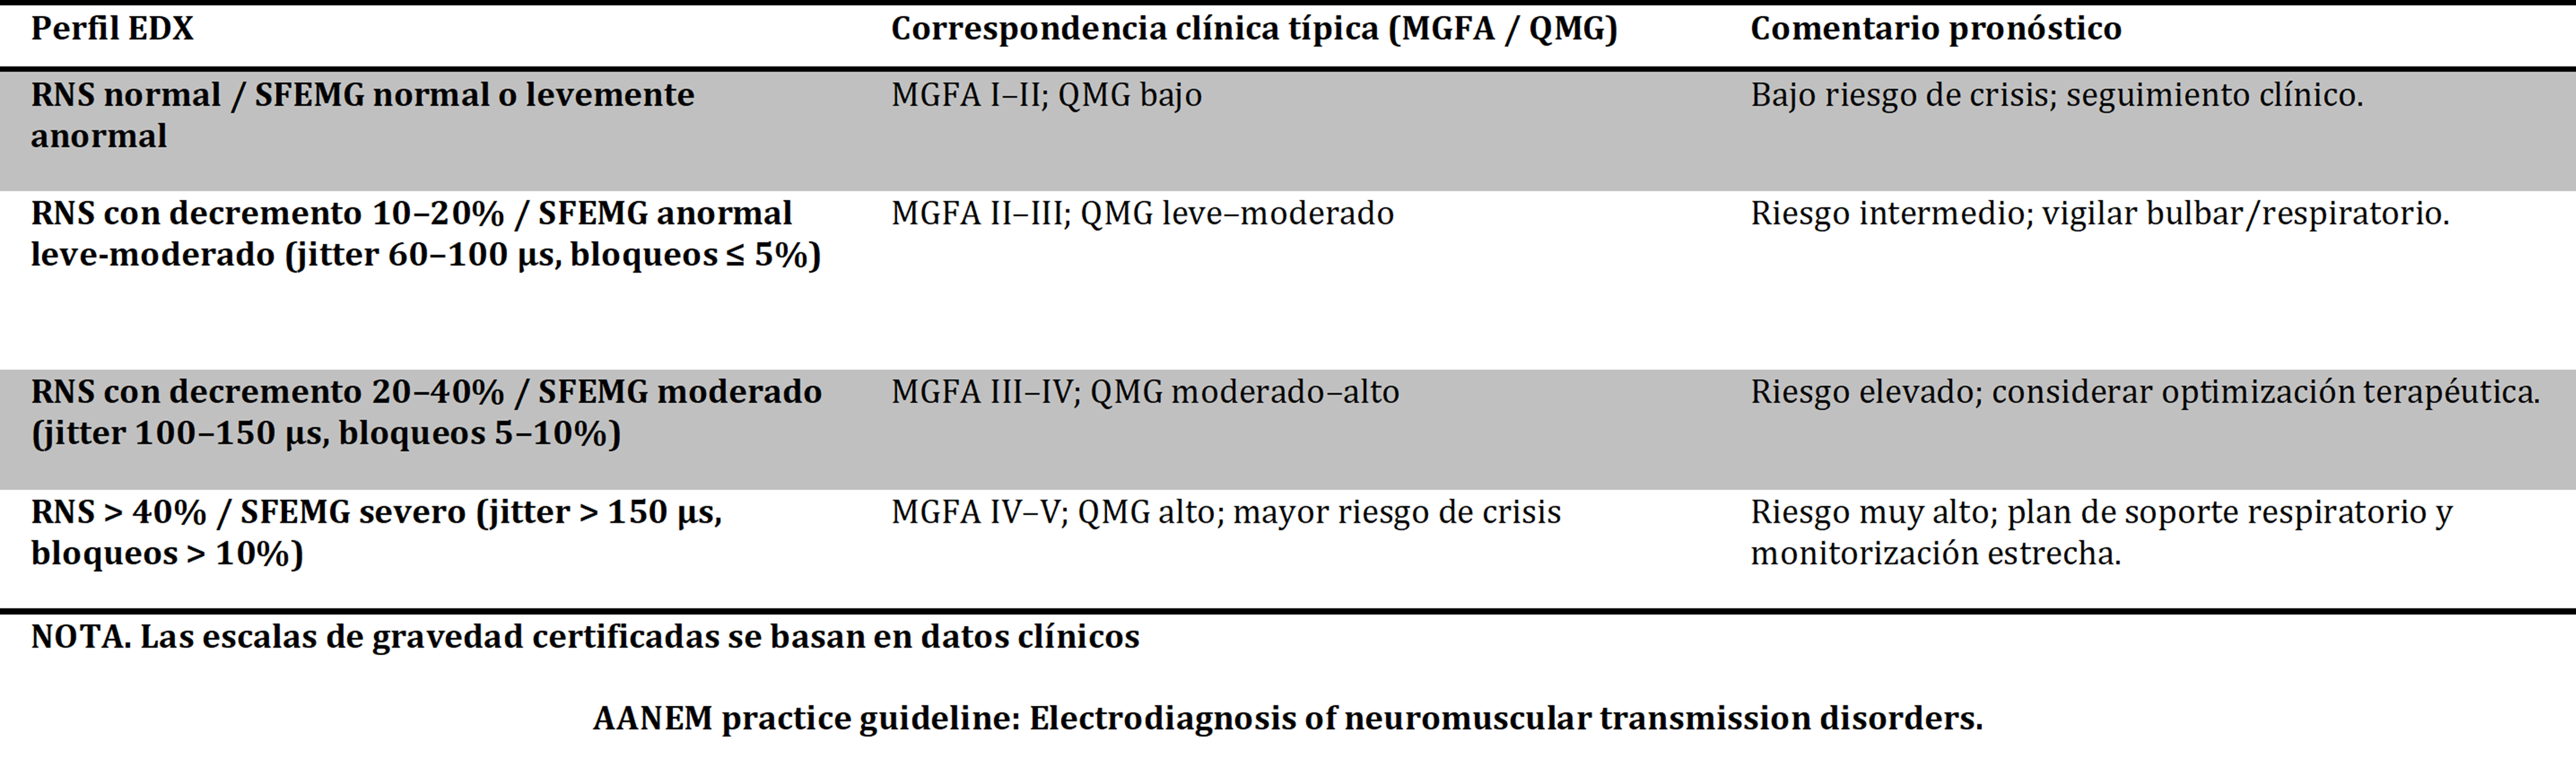 Perfil EDX
Correspondencia clínica típica (MGFA / QMG)
Comentario pronóstico
RNS normal / SFEMG normal o levemente
anormal
MGFA I–II; QMG bajo
Bajo riesgo de crisis; seguimiento clínico.
RNS con decremento 10–20% / SFEMG anormal
leve-moderado (jitter 60–100 µs, bloqueos ≤ 5%)
MGFA II–III; QMG leve–moderado
Riesgo intermedio; vigilar bulbar/respiratorio.
RNS con decremento 20–40% / SFEMG moderado
(jitter 100–150 µs, bloqueos 5–10%)
MGFA III–IV; QMG moderado–alto
Riesgo elevado; considerar optimización terapéutica.
RNS > 40% / SFEMG severo (jitter > 150 µs,
bloqueos > 10%)
MGFA IV–V; QMG alto; mayor riesgo de crisis
Riesgo muy alto; plan de soporte respiratorio y
monitorización estrecha.
NOTA. Las escalas de gravedad certificadas se basan en datos clínicos
AANEM practice guideline: Electrodiagnosis of neuromuscular transmission disorders.